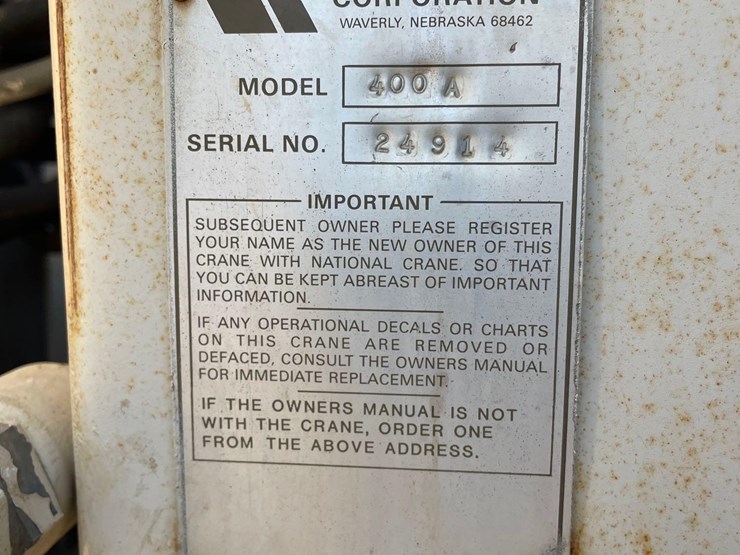 CORPORATION
WAVERLY, NEBRASKA 68462
MODEL 400 A
SERIAL NO. 24914
IMPORTANT
SUBSEQUENT OWNER PLEASE REGISTER
YOUR NAME AS THE NEW OWNER OF THIS
CRANE WITH NATIONAL CRANE. SO THAT
YOU CAN BE KEPT ABREAST OF IMPORTANT
INFORMATION.
IF ANY OPERATIONAL DECALS OR CHARTS
ON THIS CRANE ARE REMOVED OR
DEFACED, CONSULT THE OWNERS MANUAL
FOR IMMEDIATE REPLACEMENT.
IF THE OWNERS MANUAL IS NOT
WITH THE CRANE, ORDER ONE
FROM THE ABOVE ADDRESS.